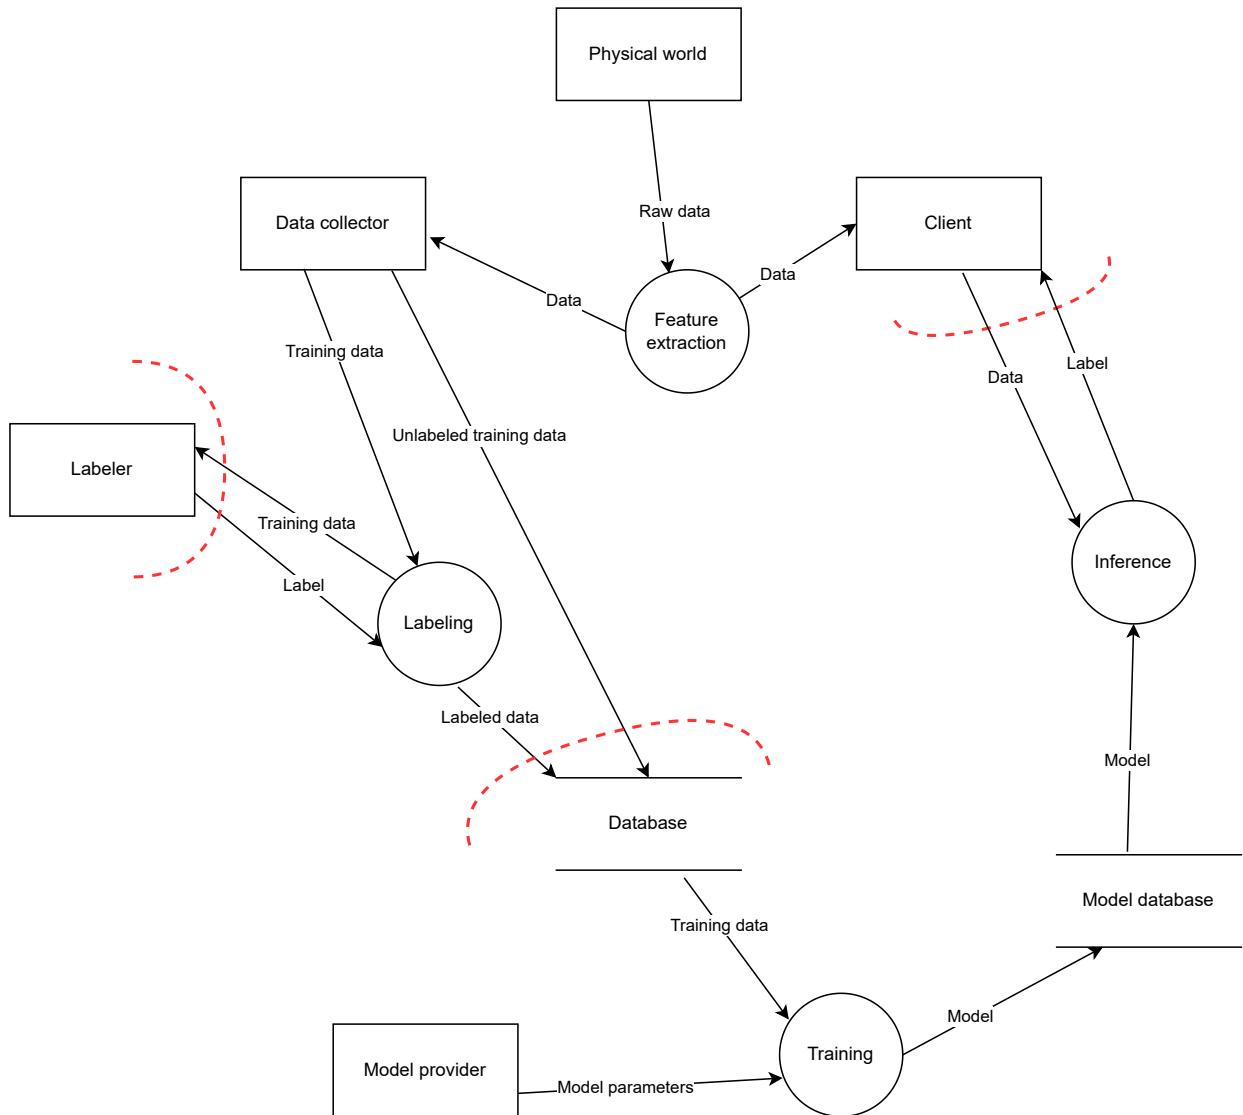 Physical world
Raw data
Data collector
Client
Data
Data
Feature
extraction
Training data
Label
Data
Unlabeled training data
Labeler
Training data
Label
Inference
Labeling
Labeled data
Model
Database
Model database
Training data
Model
Training
Model provider
Model parameters